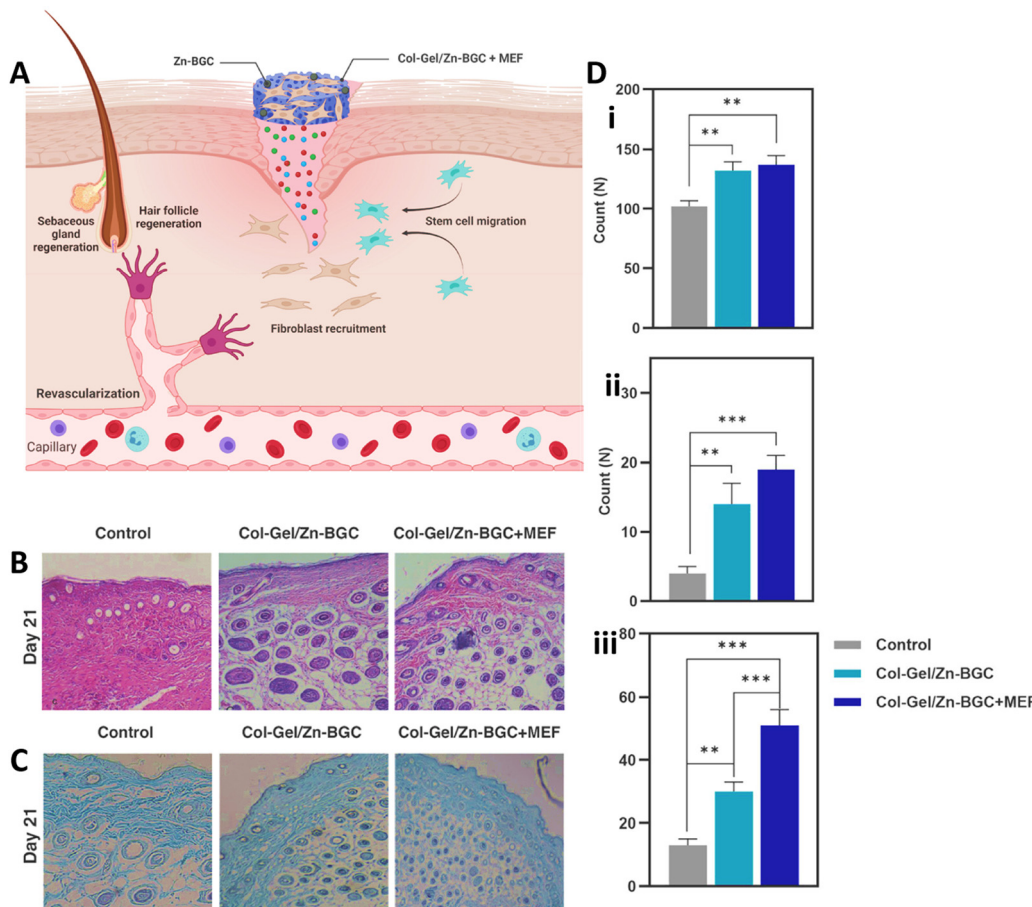 A
Zn-BGC
Col-Gel/Zn-BGC + MEF
Sebaceous
gland
regeneration
Hair follicle
regeneration
Stem cell migration
Fibroblast recruitment
Revascularization
Capillary
B
Control
Col-Gel/Zn-BGC
Col-Gel/Zn-BGC+MEF
Day 21
C
Control
Col-Gel/Zn-BGC
Col-Gel/Zn-BGC+MEF
Day 21
D
i
Count (N)
200
150
100
50
0
**
**
ii
Count (N)
30
20
10
0
***
**
iii
80
60
40
20
0
***
***
**
Control
Col-Gel/Zn-BGC
Col-Gel/Zn-BGC+MEF